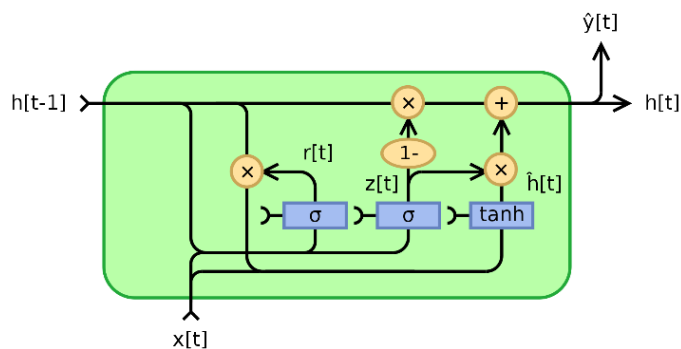 ŷ[t]
h[t-1]
×
+
h[t]
r[t]
1-
×
z[t]
×
ĥ[t]
σ
σ
tanh
x[t]